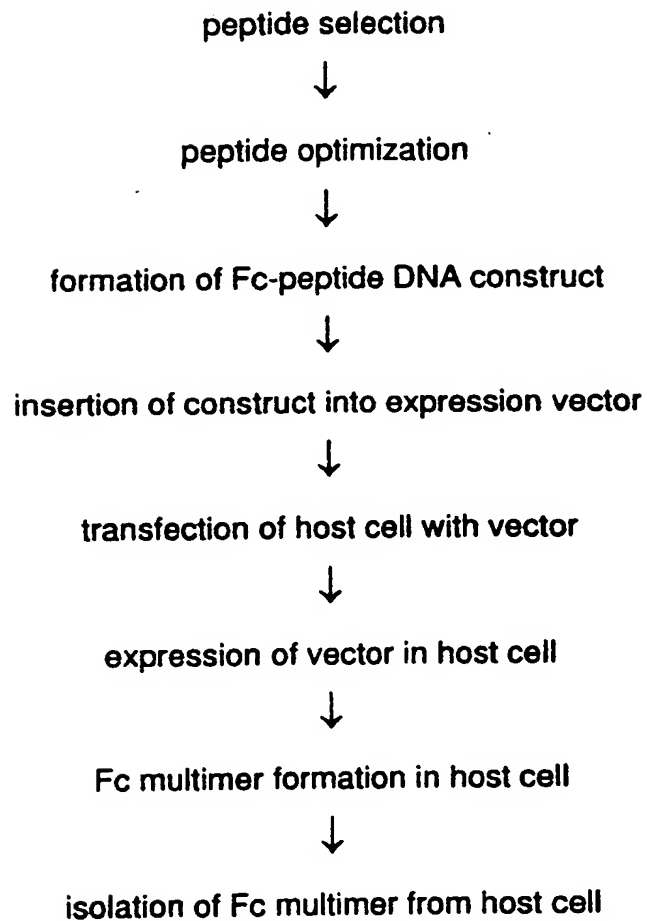 peptide selection
↓
peptide optimization
↓
formation of Fc-peptide DNA construct
↓
insertion of construct into expression vector
↓
transfection of host cell with vector
↓
expression of vector in host cell
↓
Fc multimer formation in host cell
↓
isolation of Fc multimer from host cell